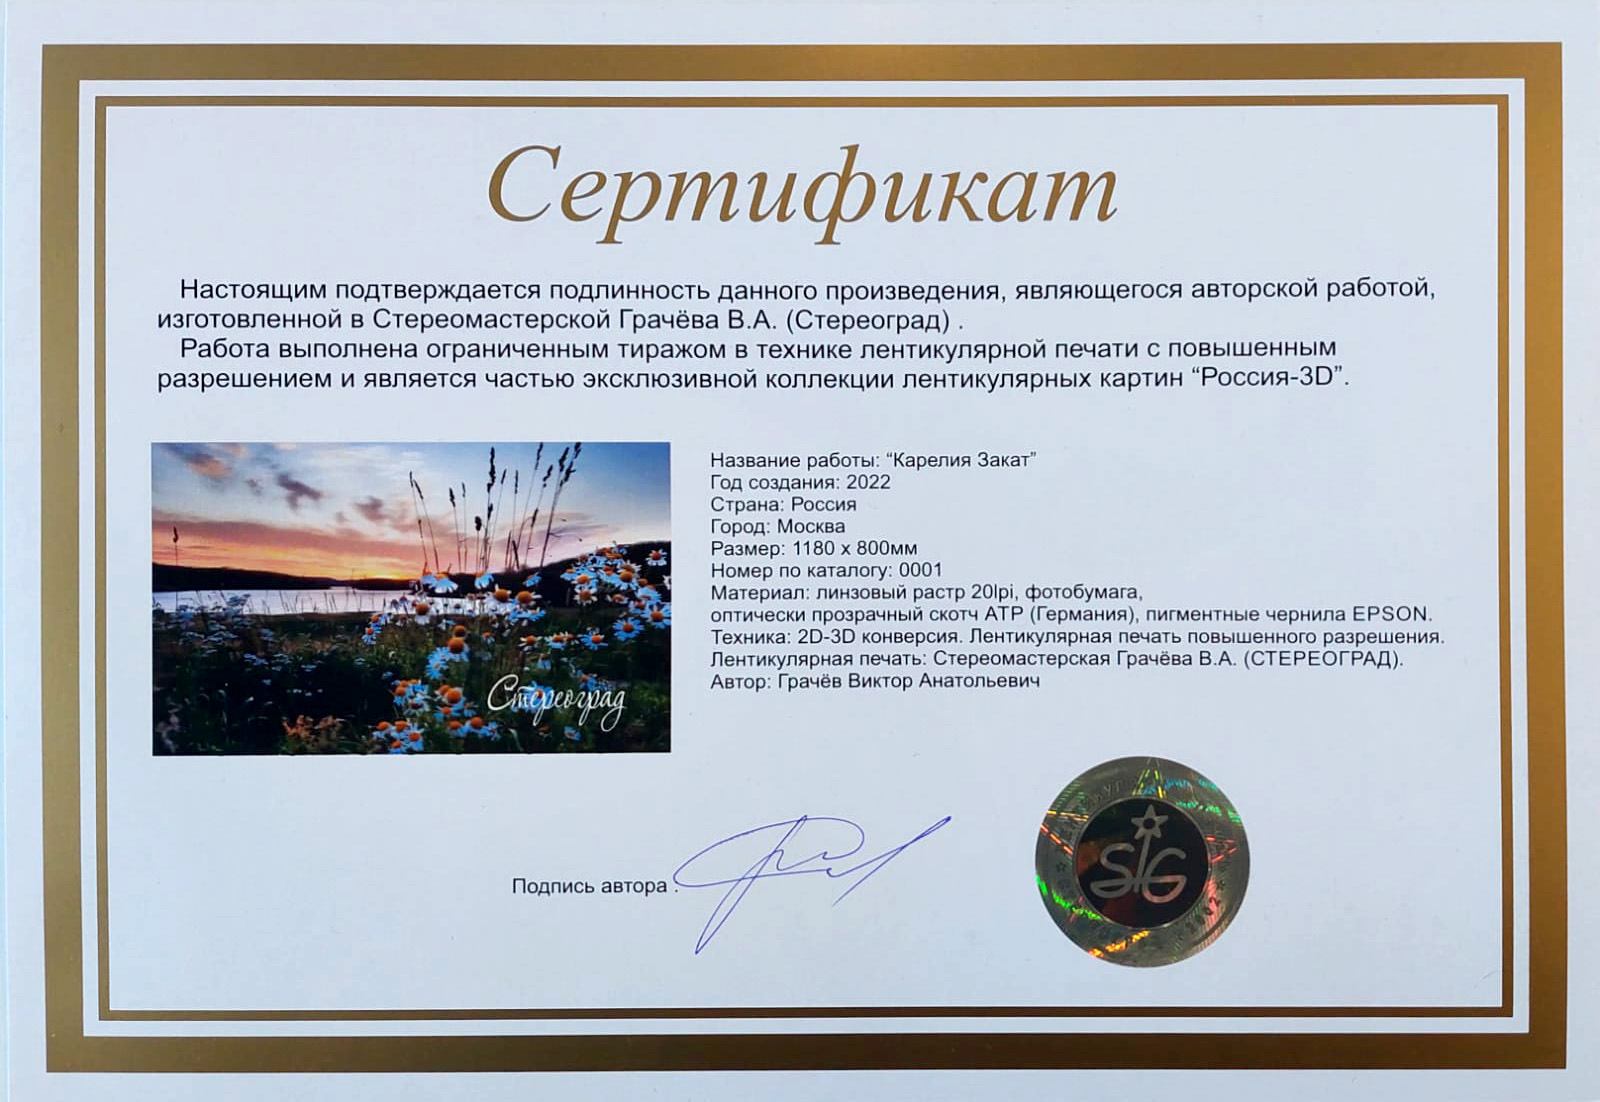 Сертификат
Настоящим подтверждается подлинность данного произведения, являющегося авторской работой,
изготовленной в Стереомастерской Грачёва В.А. (Стереоград) .
Работа выполнена ограниченным тиражом в технике лентикулярной печати с повышенным
разрешением и является частью эксклюзивной коллекции лентикулярных картин “Россия-3D”.
Название работы: “Карелия Закат”
Год создания: 2022
Страна: Россия
Город: Москва
Размер: 1180 х 800мм
Номер по каталогу: 0001
Материал: линзовый растр 20lpi, фотобумага,
оптически прозрачный скотч ATP (Германия), пигментные чернила EPSON.
Техника: 2D-3D конверсия. Лентикулярная печать повышенного разрешения.
Лентикулярная печать: Стереомастерская Грачёва В.А. (СТЕРЕОГРАД).
Автор: Грачёв Виктор Анатольевич
Стереоград
Подпись автора :
SIG